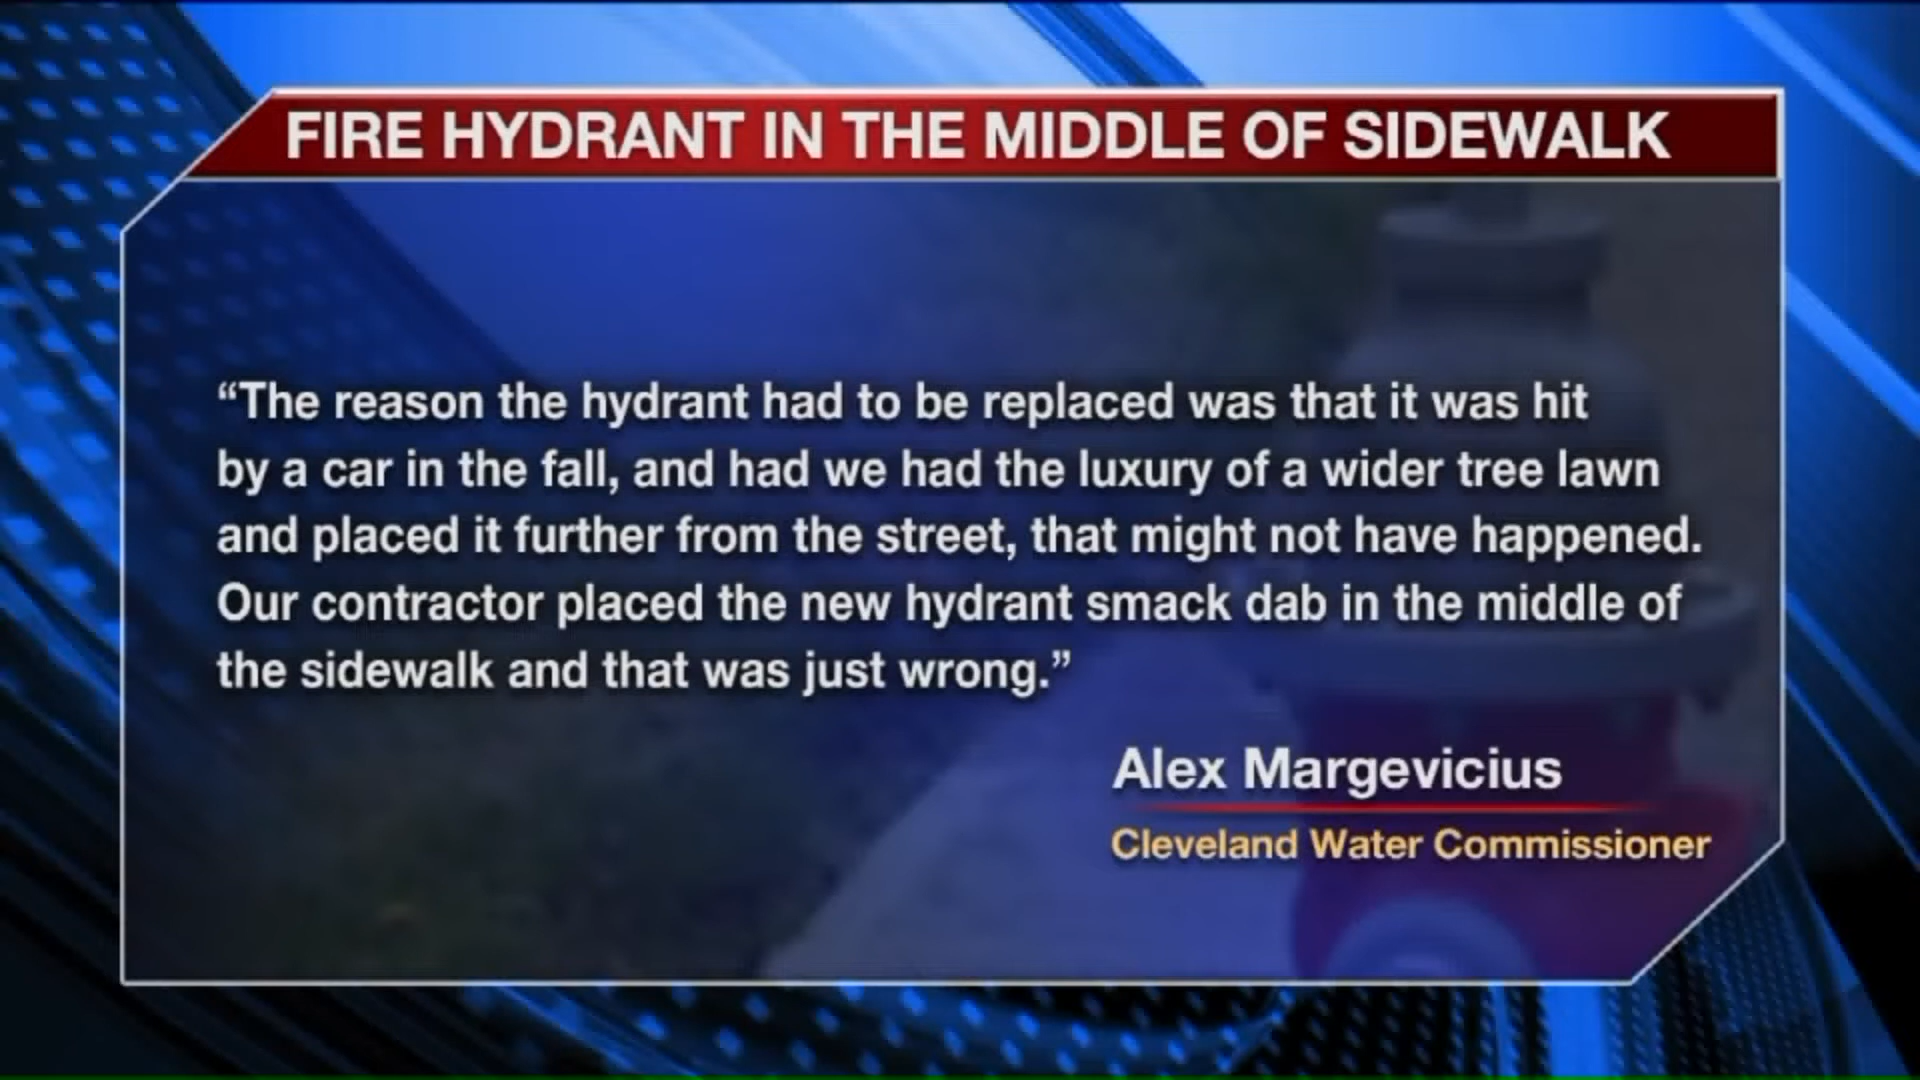 FIRE HYDRANT IN THE MIDDLE OF SIDEWALK
“The reason the hydrant had to be replaced was that it was hit
by a car in the fall, and had we had the luxury of a wider tree lawn
and placed it further from the street, that might not have happened.
Our contractor placed the new hydrant smack dab in the middle of
the sidewalk and that was just wrong.”
Alex Margevicius
Cleveland Water Commissioner